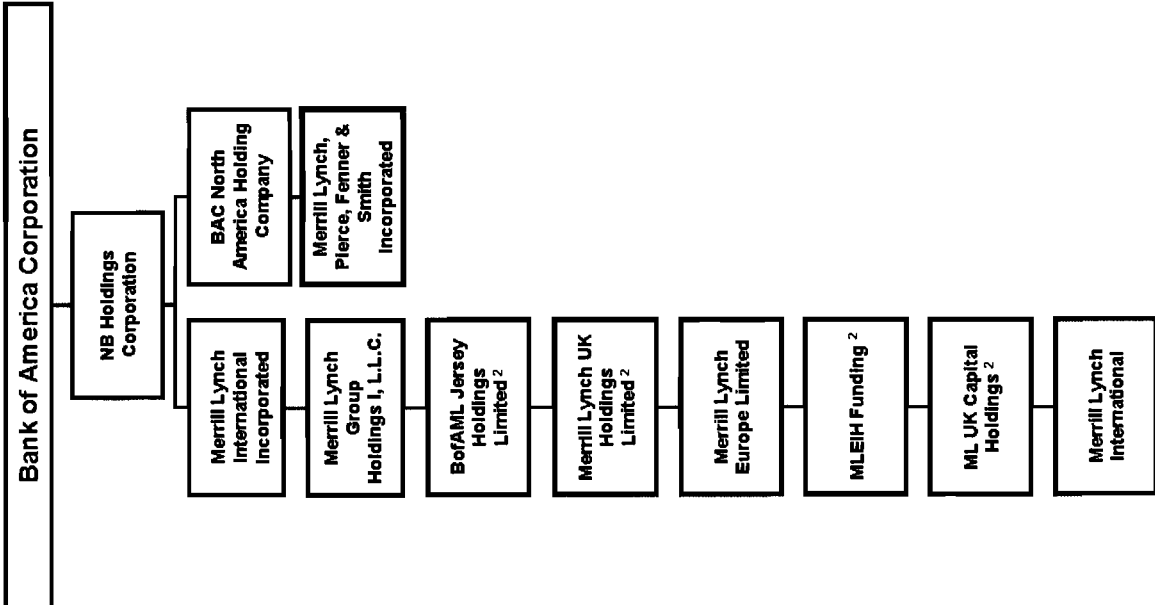 Bank of America Corporation
NB Holdings
Corporation
Merrill Lynch
International
Incorporated
BAC North
America Holding
Company
Merrill Lynch
Group
Holdings I, L.L.C.
Merrill Lynch,
Pierce, Fenner &
Smith
Incorporated
BofAML Jersey
Holdings
Limited 2
Merrill Lynch UK
Holdings
Limited 2
Merrill Lynch
Europe Limited
MLEIH Funding 2
ML UK Capital
Holdings 2
Merrill Lynch
International